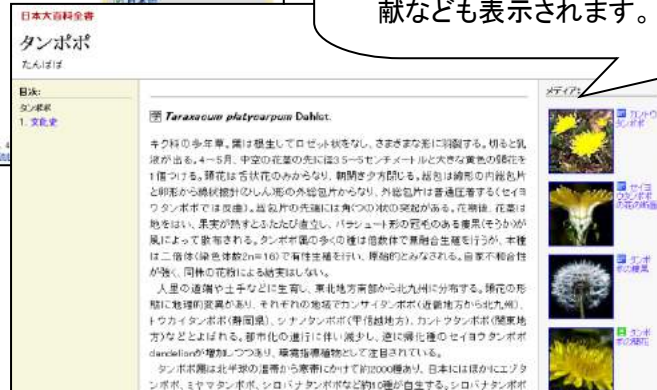 献なども表示されます。
日本大百科全書
タンポポ
たんぽぽ
目次:
タンポポ
1. 文化史
メディア:
Taraxacum platycarpum Dahlst.
キク科の多年草。葉は根生してロゼット状をなし、さまざまな形に羽裂する。切ると乳
液が出る。4～5月、中空の花茎の先に径3.5～5センチメートルと大きな黄色の頭花を
1個つける。頭花は舌状花のみからなり、朝開き夕方閉じる。総包は線形の内総包片
と卵形から線状披針(ひしん)形の外総包片からなり、外総包片は普通圧着する(セイヨ
ウタンポポでは反曲)。総包片の先端には角(つの)状の突起がある。花期後、花茎は
地をはい、果実が熟すとふたたび直立し、パラシュート形の冠毛のある痩果(そうか)が
風によって散布される。タンポポ属の多くの種は倍数体で無融合生殖を行うが、本種
は二倍体(染色体数2n=16)で有性生殖を行い、原始的とみなされる。自家不和合性
が強く、同株の花粉による結実はしない。
人里の道端や土手などに生育し、東北地方南部から北九州に分布する。頭花の形
態に地理的変異があり、それぞれの地域でカンサイタンポポ(近畿地方から北九州)、
トウカイタンポポ(静岡県)、シナノタンポポ(甲信越地方)、カントウタンポポ(関東地
方)などとよばれる。都市化の進行に伴い減少し、逆に帰化種のセイヨウタンポポ
dandelionが増加しつつあり、環境指標植物として注目されている。
タンポポ属は北半球の温帯から寒帯にかけて約2000種あり、日本にはほかにエゾタ
ンポポ、ミヤマタンポポ、シロバナタンポポなど約10種が自生する。シロバナタンポポ
カントウ
タンポポ
セイヨ
ウタンポポ
の花の断面
タンポ
ポの痩果
タンポ
ポの頭花